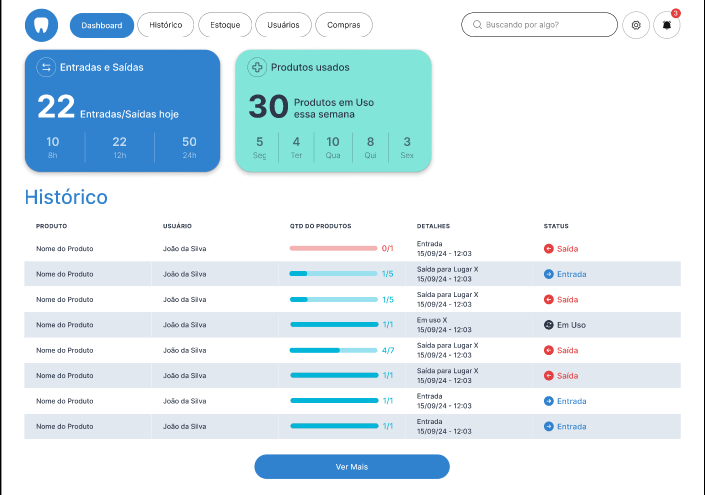 Dashboard Histórico Estoque Usuários Compras Buscando por algo? 3
Entradas e Saídas
22 Entradas/Saídas hoje
10 22 50
8h 12h 24h
Produtos usados
30 Produtos em Uso
essa semana
5 4 10 8 3
Seg Ter Qua Qui Sex
Histórico
PRODUTO USUÁRIO QTD DO PRODUTOS DETALHES STATUS
Nome do Produto João da Silva 0/1 Entrada
15/09/24 - 12:03 Saída
Nome do Produto João da Silva 1/5 Saída para Lugar X
15/09/24 - 12:03 Entrada
Nome do Produto João da Silva 1/5 Saída para Lugar X
15/09/24 - 12:03 Saída
Nome do Produto João da Silva 1/1 Em uso X
15/09/24 - 12:03 Em Uso
Nome do Produto João da Silva 4/7 Saída para Lugar X
15/09/24 - 12:03 Saída
Nome do Produto João da Silva 1/1 Saída para Lugar X
15/09/24 - 12:03 Saída
Nome do Produto João da Silva 1/1 Entrada
15/09/24 - 12:03 Entrada
Nome do Produto João da Silva 1/1 Entrada
15/09/24 - 12:03 Entrada
Ver Mais